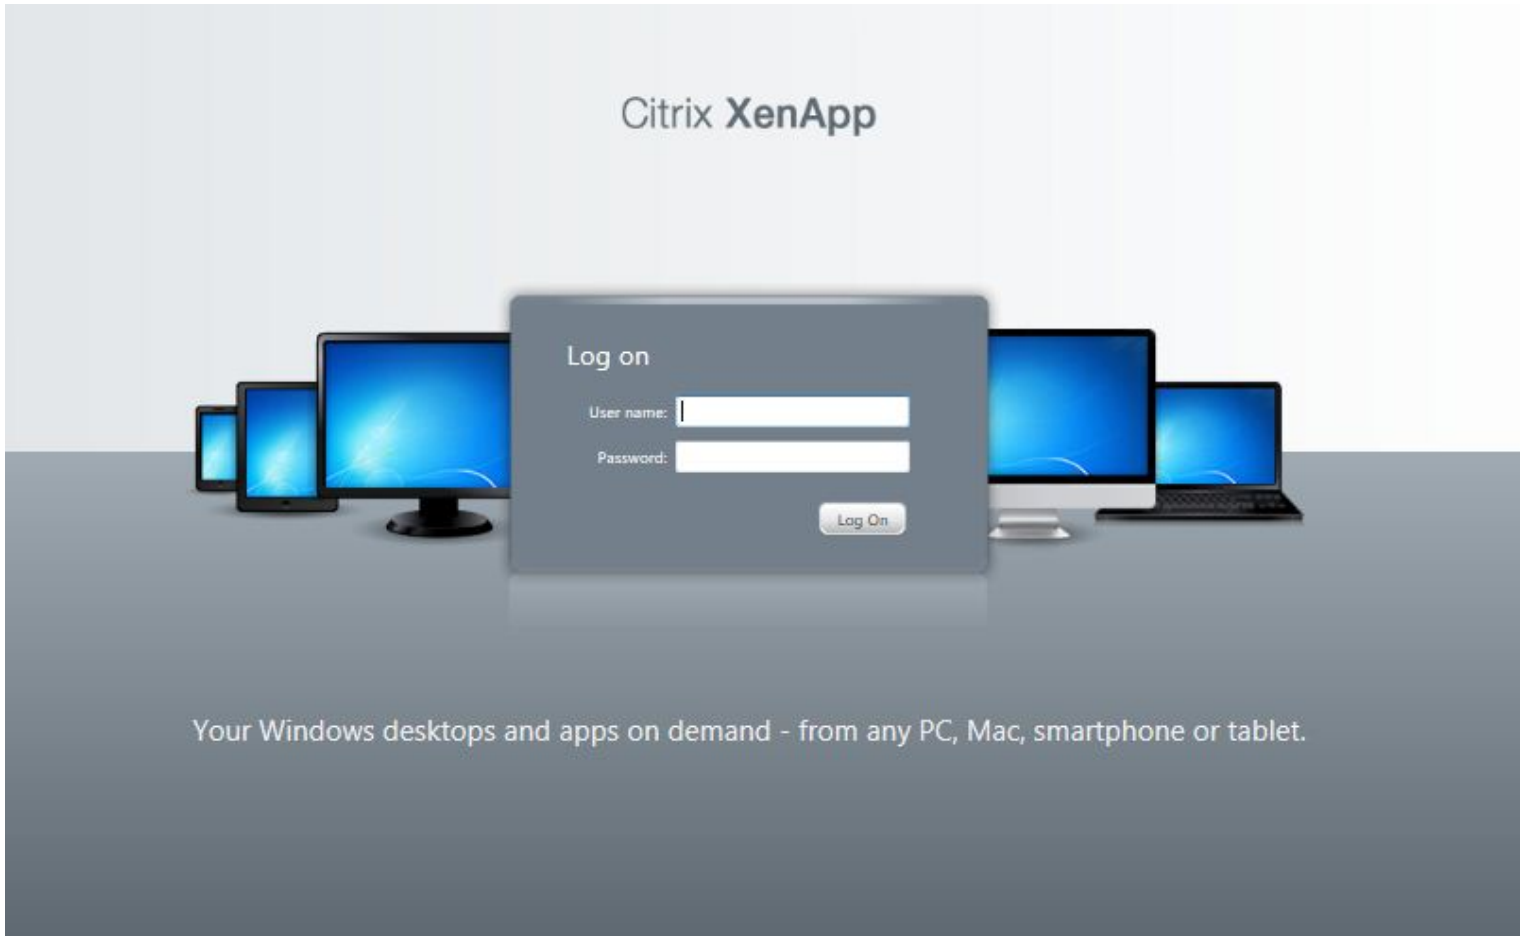 Citrix XenApp
Log on
User name:
Password:
Log On
Your Windows desktops and apps on demand - from any PC, Mac, smartphone or tablet.